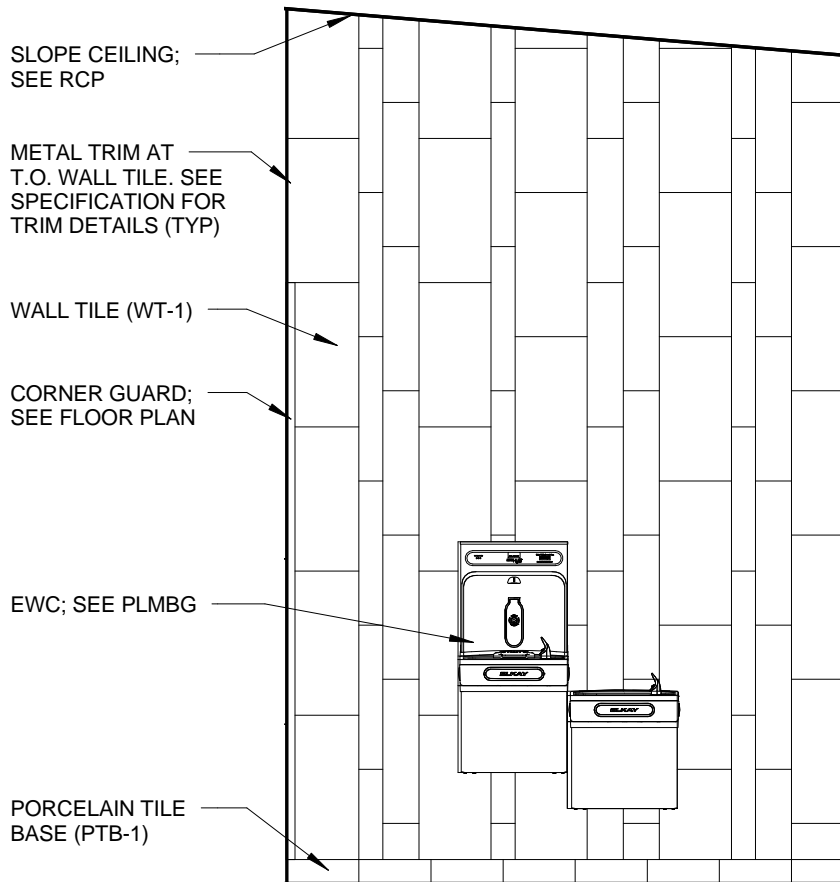 SLOPE CEILING;
SEE RCP
METAL TRIM AT
T.O. WALL TILE. SEE
SPECIFICATION FOR
TRIM DETAILS (TYP)
WALL TILE (WT-1)
CORNER GUARD;
SEE FLOOR PLAN
EWC; SEE PLMBG
ELKAY
ELKAY
PORCELAIN TILE
BASE (PTB-1)